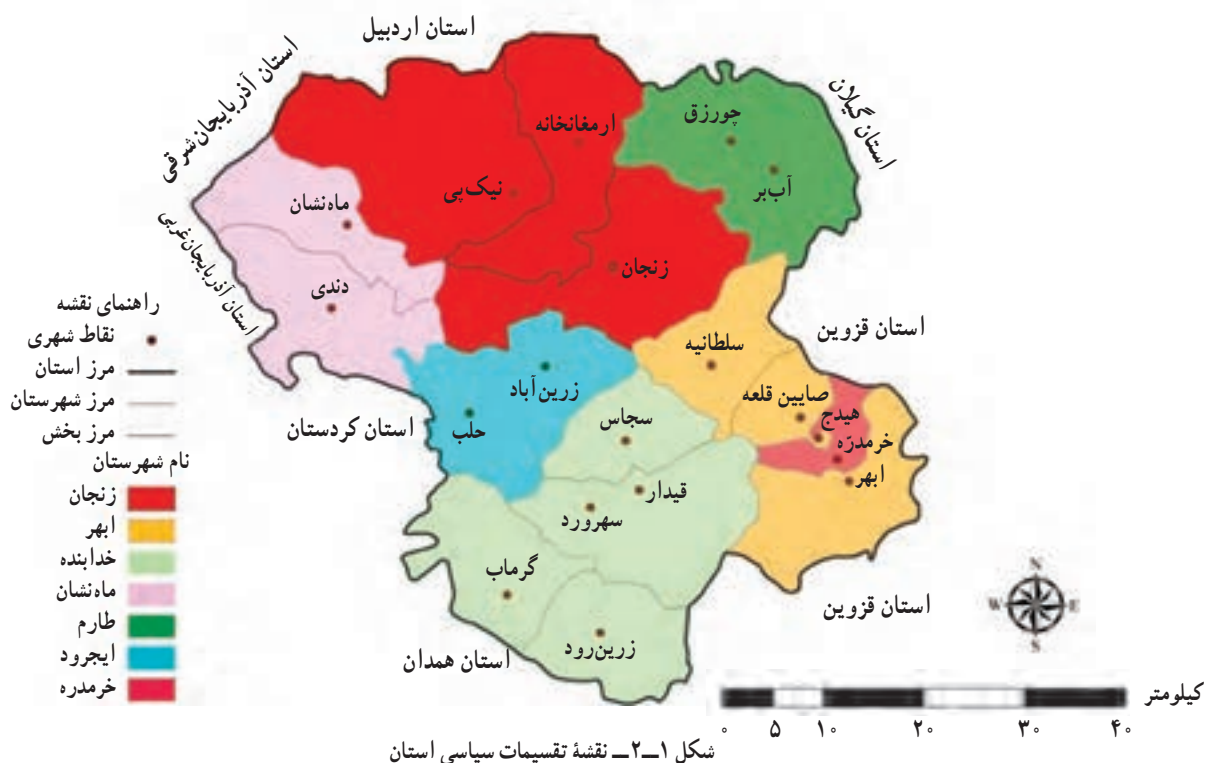 استان اردبیل
استان آذربایجان‌شرقی
استان گیلان
چورزق
ارمغانخانه
آب‌بر
نیک‌پی
ماه‌نشان
استان آذربایجان‌غربی
زنجان
دندی
استان قزوین
سلطانیه
زرین‌آباد
صایین قلعه
هیدج
خرمدرّه
ابهر
سجاس
حلب
استان کردستان
قیدار
سهرورد
گرماب
استان قزوین
زرین‌رود
استان همدان
راهنمای نقشه
نقاط شهری
مرز استان
مرز شهرستان
مرز بخش
نام شهرستان
زنجان
ابهر
خدابنده
ماه‌نشان
طارم
ایجرود
خرمدره
N
W E
S
کیلومتر
۰ ۵ ۱۰ ۲۰ ۳۰ ۴۰
شکل ۱ــ۲ــ نقشهٔ تقسیمات سیاسی استان